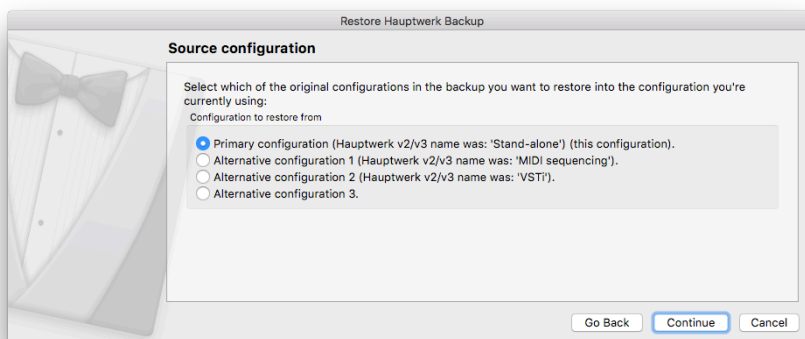 Restore Hauptwerk Backup
Source configuration
Select which of the original configurations in the backup you want to restore into the configuration you're
currently using:
Configuration to restore from
Primary configuration (Hauptwerk v2/v3 name was: 'Stand-alone') (this configuration).
Alternative configuration 1 (Hauptwerk v2/v3 name was: 'MIDI sequencing').
Alternative configuration 2 (Hauptwerk v2/v3 name was: 'VSTi').
Alternative configuration 3.
Go Back Continue Cancel